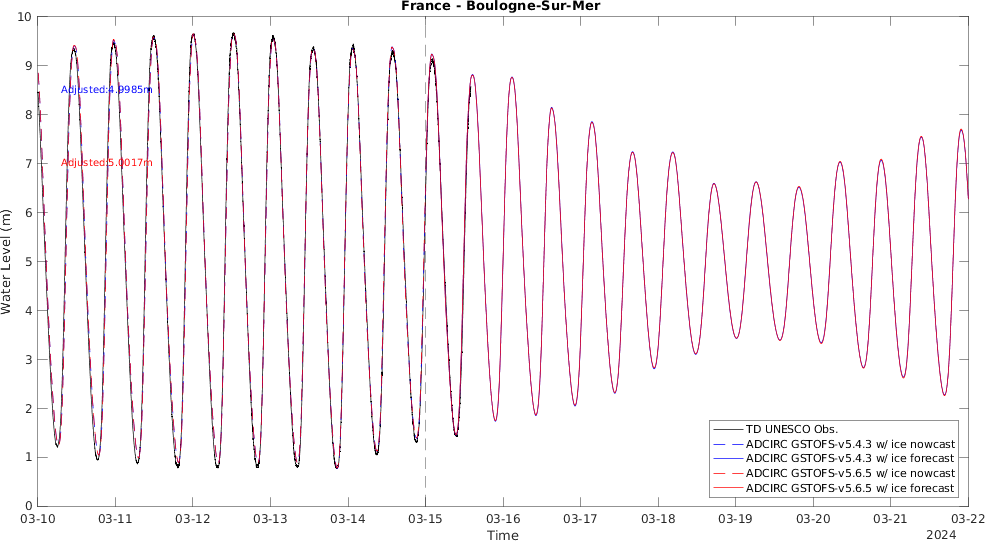 France - Boulogne-Sur-Mer
10
9
8
7
6
5
4
3
2
1
0
Water Level (m)
Adjusted:4.9985m
Adjusted:5.0017m
TD UNESCO Obs.
ADCIRC GSTOFS-v5.4.3 w/ ice nowcast
ADCIRC GSTOFS-v5.4.3 w/ ice forecast
ADCIRC GSTOFS-v5.6.5 w/ ice nowcast
ADCIRC GSTOFS-v5.6.5 w/ ice forecast
03-10 03-11 03-12 03-13 03-14 03-15 03-16 03-17 03-18 03-19 03-20 03-21 03-22
Time
2024